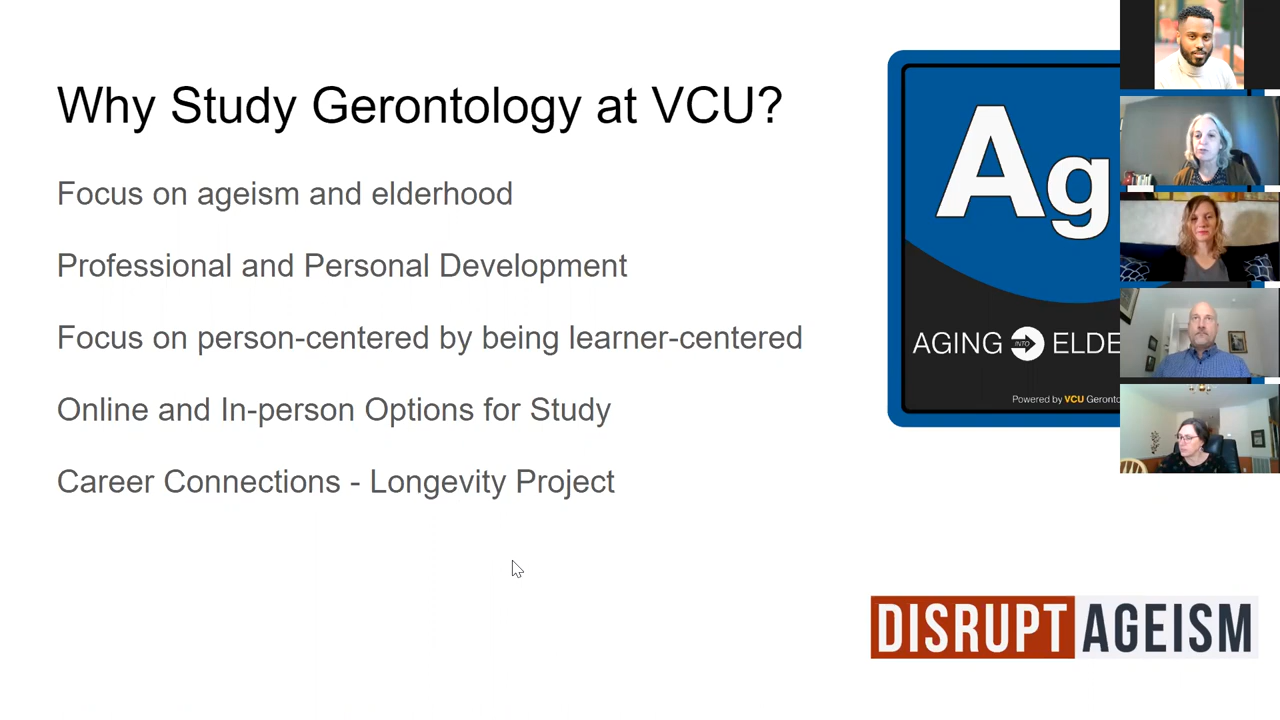 Why Study Gerontology at VCU?
Focus on ageism and elderhood
Professional and Personal Development
Focus on person-centered by being learner-centered
Online and In-person Options for Study
Career Connections - Longevity Project
Ag
AGING INTO ELDE
Powered by VCU Geronto
DISRUPT AGEISM